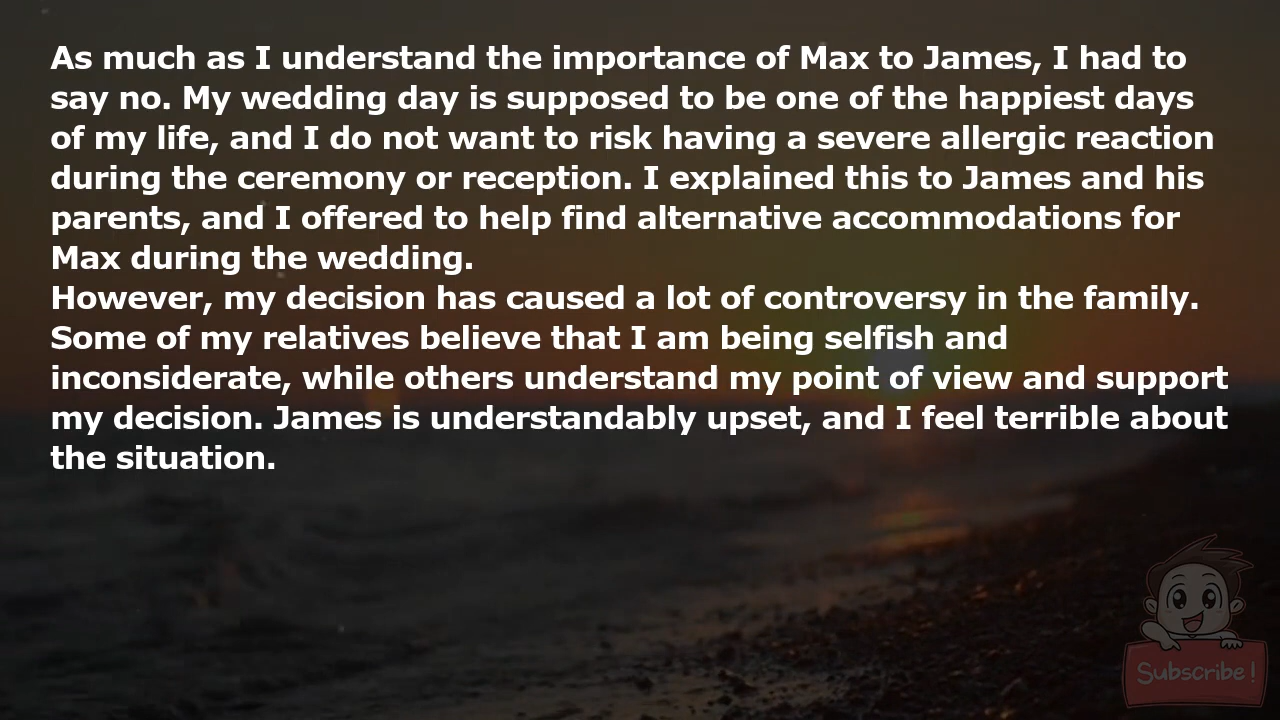 As much as I understand the importance of Max to James, I had to
say no. My wedding day is supposed to be one of the happiest days
of my life, and I do not want to risk having a severe allergic reaction
during the ceremony or reception. I explained this to James and his
parents, and I offered to help find alternative accommodations for
Max during the wedding.
However, my decision has caused a lot of controversy in the family.
Some of my relatives believe that I am being selfish and
inconsiderate, while others understand my point of view and support
my decision. James is understandably upset, and I feel terrible about
the situation.
Subscribe!